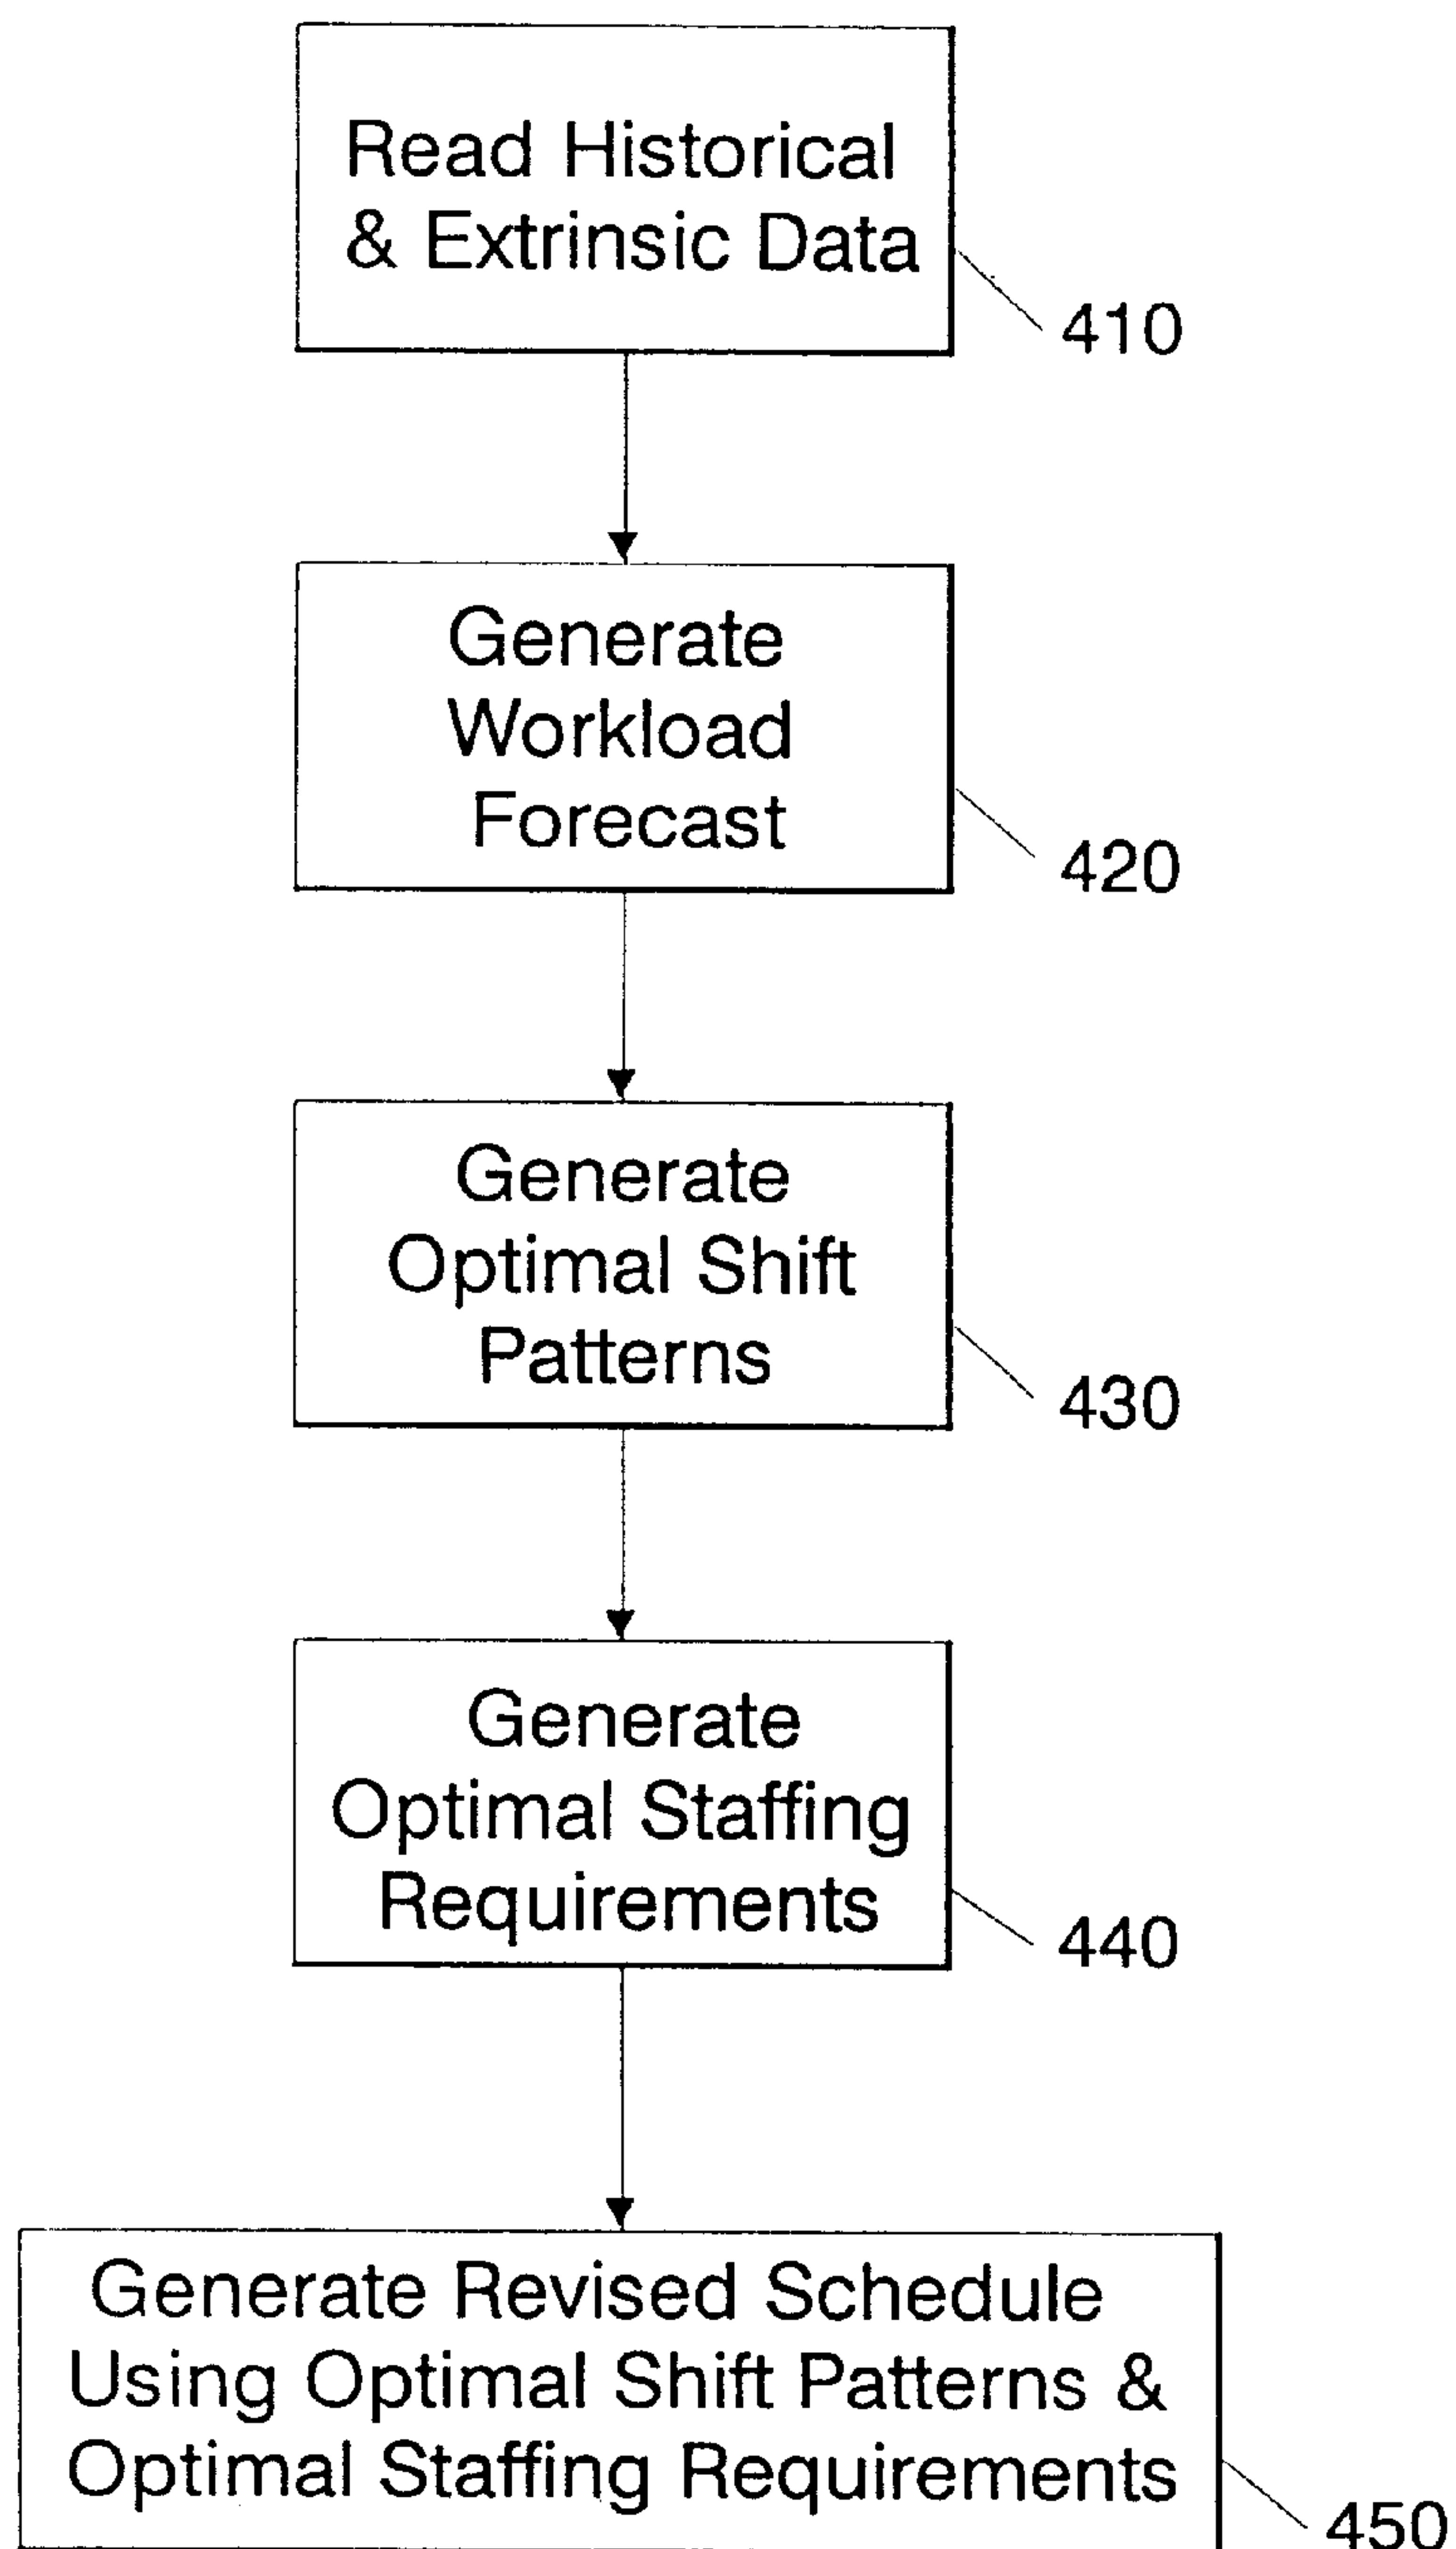 Read Historical
& Extrinsic Data
410
Generate
Workload
Forecast
420
Generate
Optimal Shift
Patterns
430
Generate
Optimal Staffing
Requirements
440
Generate Revised Schedule
Using Optimal Shift Patterns &
Optimal Staffing Requirements
450